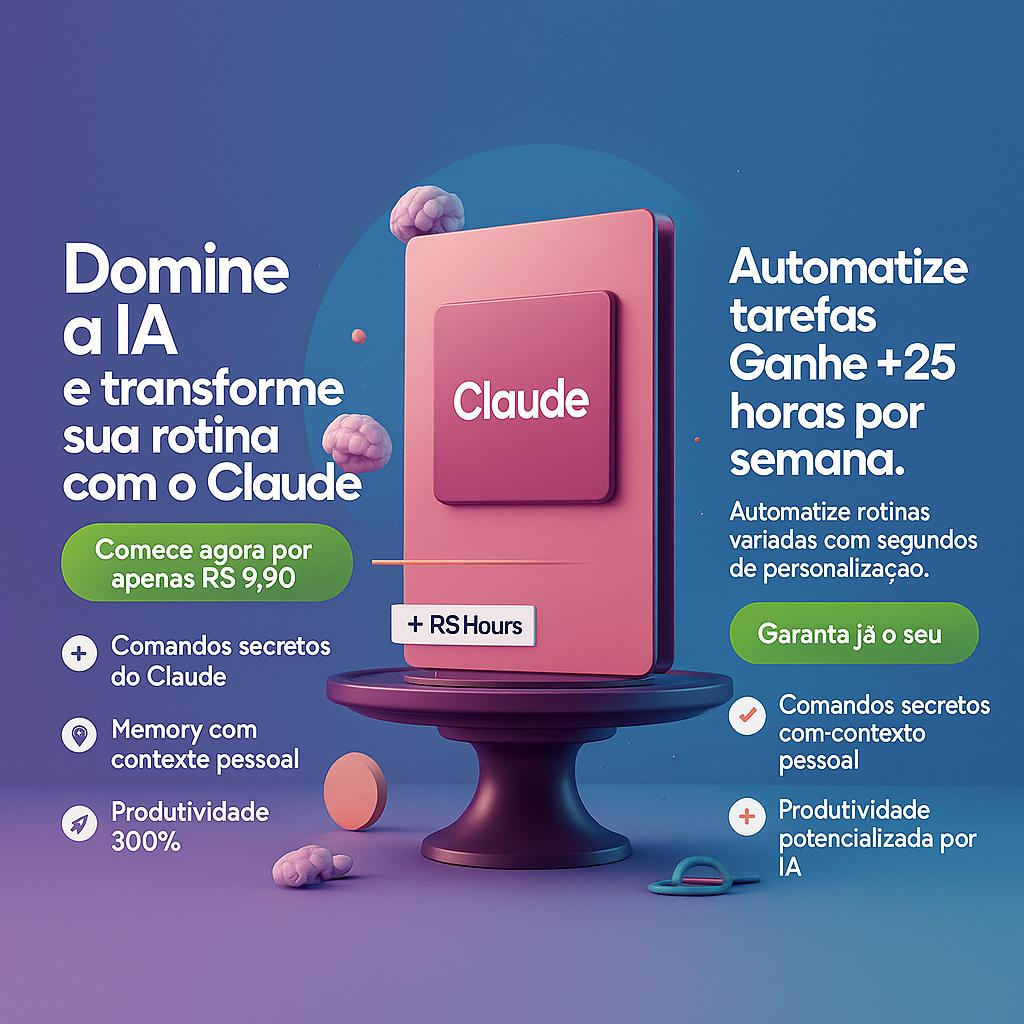 Domine
a IA
e transforme
sua rotina
com o Claude
Comece agora por
apenas RS 9,90
Comandos secretos
do Claude
Memory com
contexte pessoal
Produtividade
300%
Claude
+ RS Hours
Automatize
tarefas
Ganhe +25
horas por
semana.
Automatize rotinas
variadas com segundos
de personalizaçao.
Garanta jã o seu
Comandos secretos
com-contexto
pessoal
Produtividade
potencializada por
IA